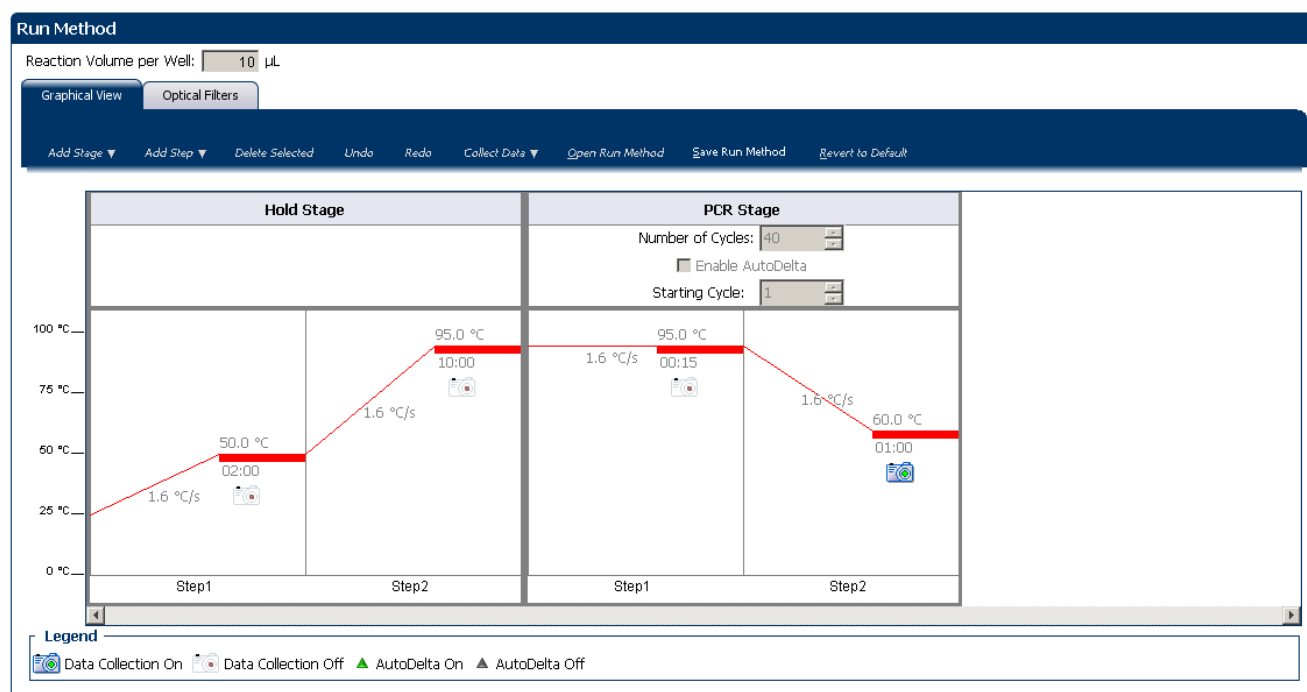 Run Method
Reaction Volume per Well: 10 µL
Graphical View Optical Filters
Add Stage ▼ Add Step ▼ Delete Selected Undo Redo Collect Data ▼ Open Run Method Save Run Method Revert to Default
Hold Stage PCR Stage
Number of Cycles: 40
Enable AutoDelta
Starting Cycle: 1
100 °C
75 °C
50 °C
25 °C
0 °C
1.6 °C/s
50.0 °C
02:00
1.6 °C/s
95.0 °C
10:00
1.6 °C/s
95.0 °C
00:15
1.6 °C/s
60.0 °C
01:00
Step1 Step2 Step1 Step2
Legend
Data Collection On Data Collection Off ▲ AutoDelta On ▲ AutoDelta Off